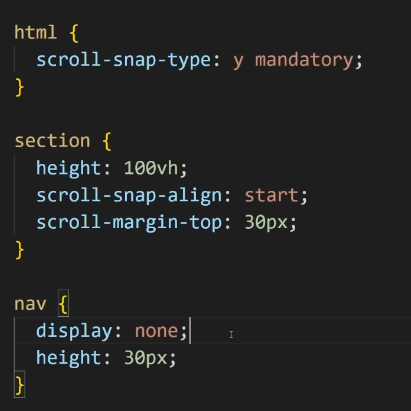 html {
  scroll-snap-type: y mandatory;
}

section {
  height: 100vh;
  scroll-snap-align: start;
  scroll-margin-top: 30px;
}

nav {
  display: none;
  height: 30px;
}